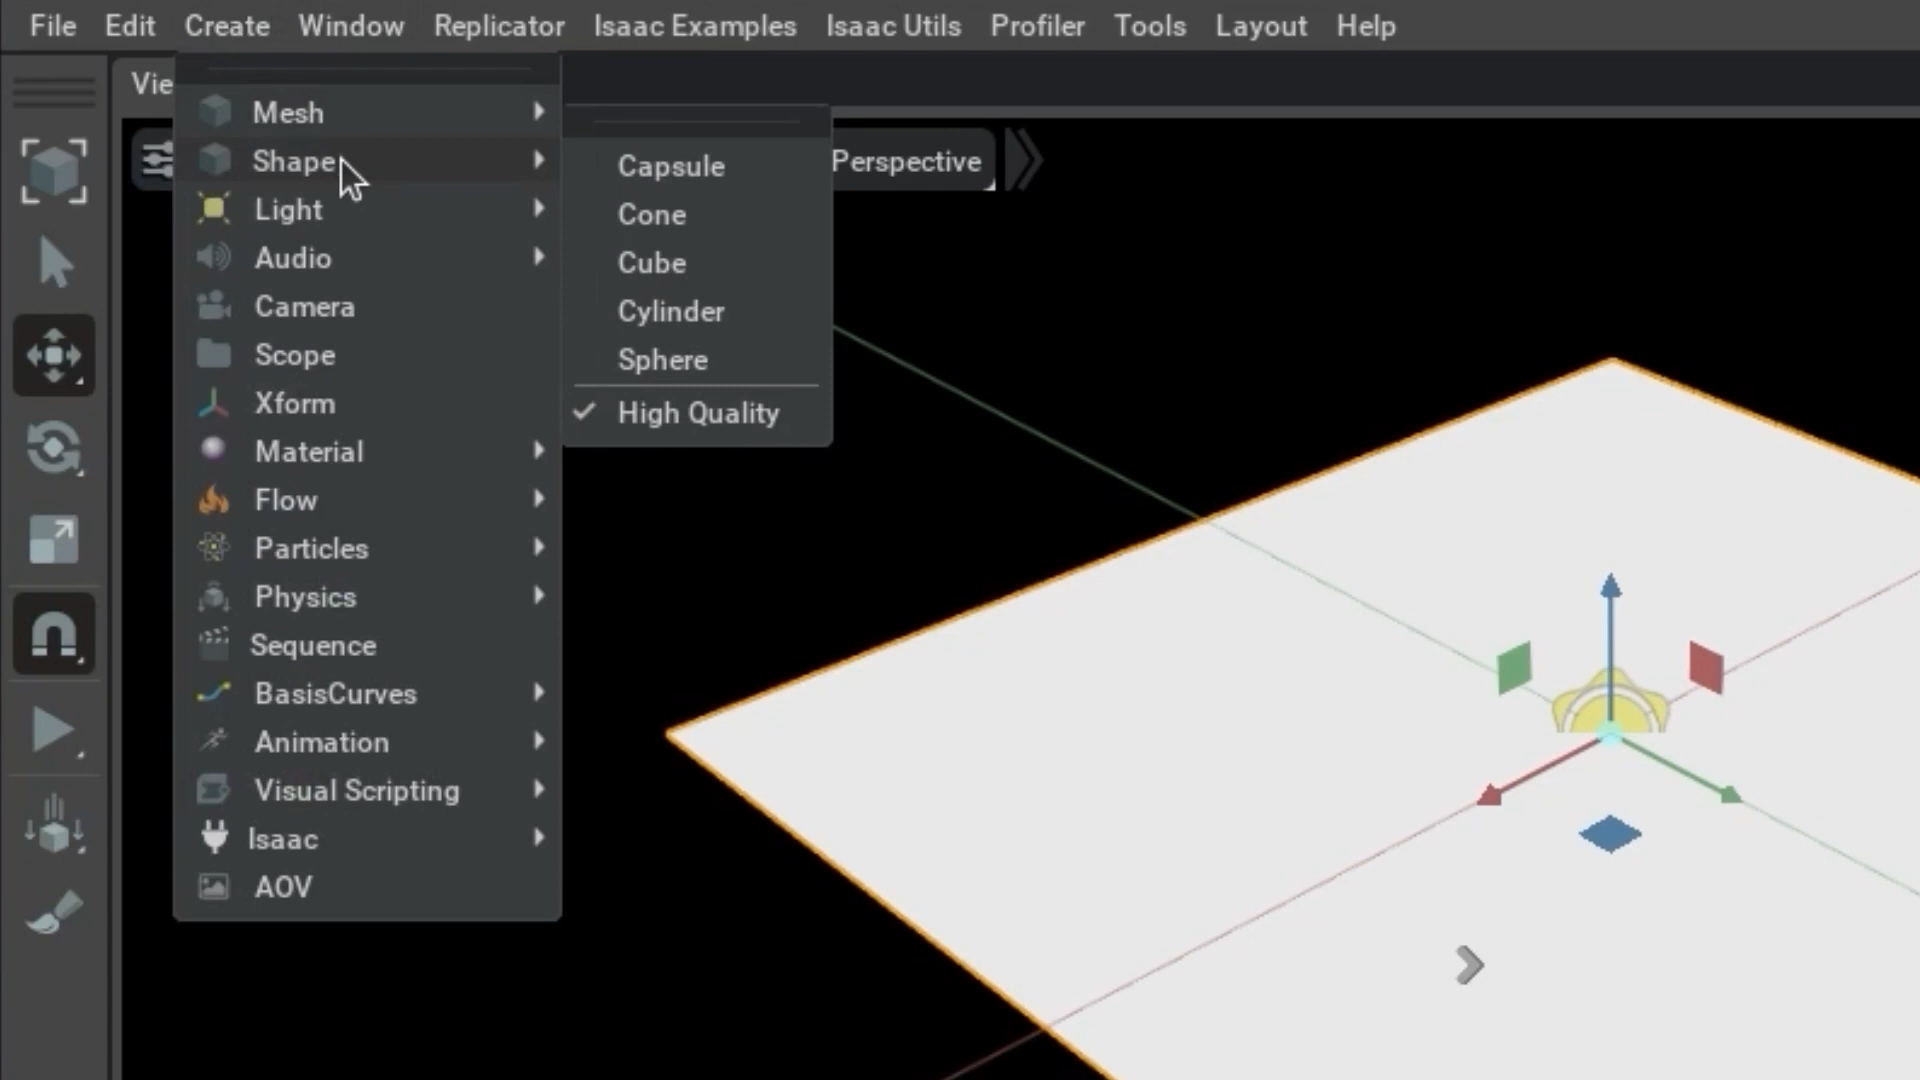 File Edit Create Window Replicator Isaac Examples Isaac Utils Profiler Tools Layout Help
Vie
Mesh
Shape
Light
Audio
Camera
Scope
Xform
Material
Flow
Particles
Physics
Sequence
BasisCurves
Animation
Visual Scripting
Isaac
AOV
Capsule
Cone
Cube
Cylinder
Sphere
High Quality
Perspective